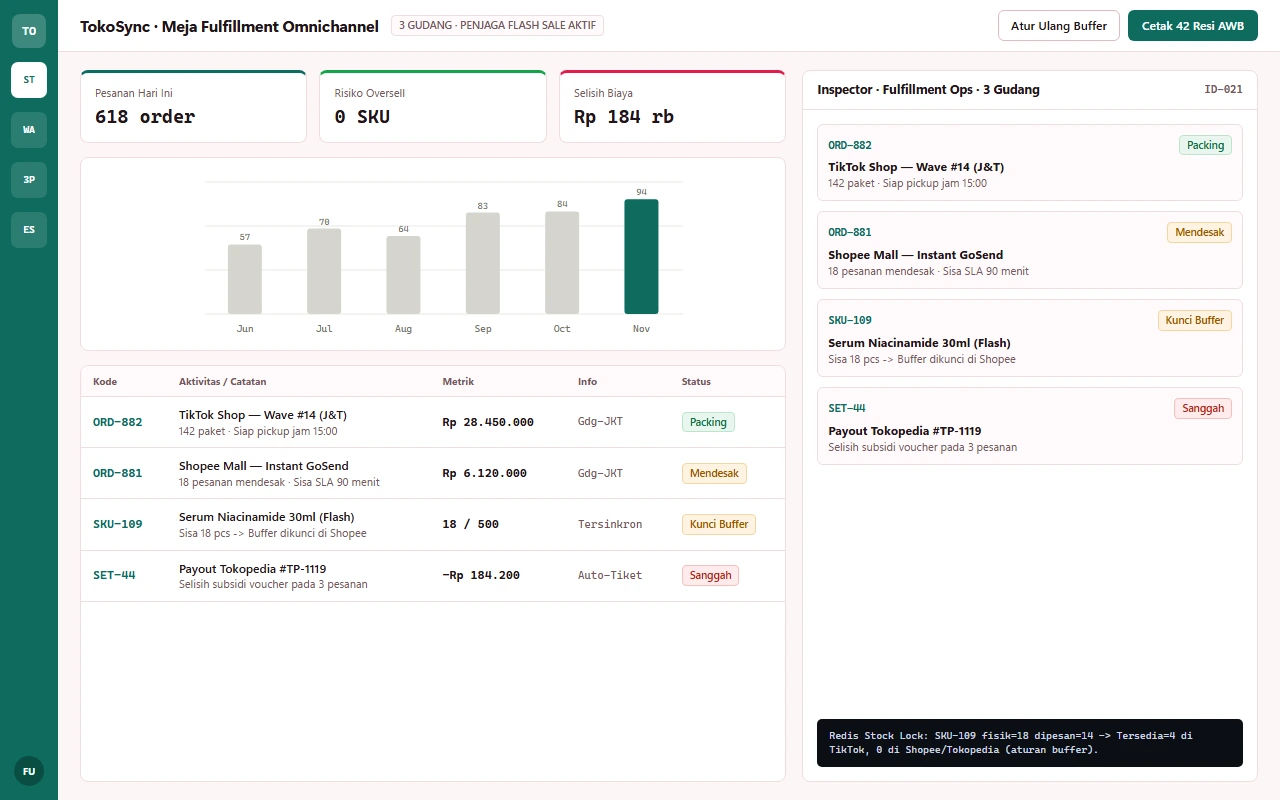 TO
ST
WA
3P
ES
FU
TokoSync · Meja Fulfillment Omnichannel
3 GUDANG · PENJAGA FLASH SALE AKTIF
Atur Ulang Buffer
Cetak 42 Resi AWB
Pesanan Hari Ini
618 order
Risiko Oversell
0 SKU
Selisih Biaya
Rp 184 rb
57
70
64
83
84
94
Jun
Jul
Aug
Sep
Oct
Nov
Kode
Aktivitas / Catatan
Metrik
Info
Status
ORD-882
TikTok Shop — Wave #14 (J&T)
142 paket · Siap pickup jam 15:00
Rp 28.450.000
Gdg-JKT
Packing
ORD-881
Shopee Mall — Instant GoSend
18 pesanan mendesak · Sisa SLA 90 menit
Rp 6.120.000
Gdg-JKT
Mendesak
SKU-109
Serum Niacinamide 30ml (Flash)
Sisa 18 pcs -> Buffer dikunci di Shopee
18 / 500
Tersinkron
Kunci Buffer
SET-44
Payout Tokopedia #TP-1119
Selisih subsidi voucher pada 3 pesanan
-Rp 184.200
Auto-Tiket
Sanggah
Inspector · Fulfillment Ops · 3 Gudang
ID-021
ORD-882
Packing
TikTok Shop — Wave #14 (J&T)
142 paket · Siap pickup jam 15:00
ORD-881
Mendesak
Shopee Mall — Instant GoSend
18 pesanan mendesak · Sisa SLA 90 menit
SKU-109
Kunci Buffer
Serum Niacinamide 30ml (Flash)
Sisa 18 pcs -> Buffer dikunci di Shopee
SET-44
Sanggah
Payout Tokopedia #TP-1119
Selisih subsidi voucher pada 3 pesanan
Redis Stock Lock: SKU-109 fisik=18 dipesan=14 -> Tersedia=4 di
TikTok, 0 di Shopee/Tokopedia (aturan buffer).